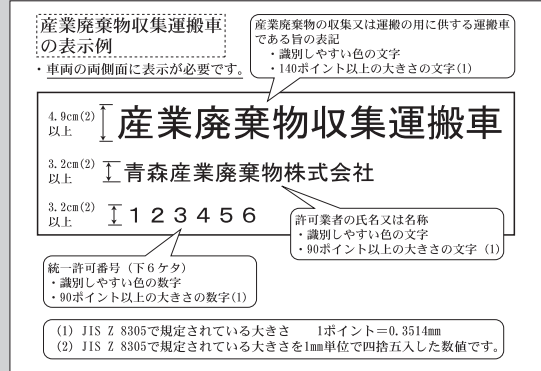 産業廃棄物収集運搬車
の表示例
・車両の両側面に表示が必要です。
産業廃棄物の収集又は運搬の用に供する運搬車
である旨の表記
・識別しやすい色の文字
・140ポイント以上の大きさの文字(1)
4.9cm(2)
以上
産業廃棄物収集運搬車
3.2cm(2)
以上
青森産業廃棄物株式会社
3.2cm(2)
以上
123456
許可業者の氏名又は名称
・識別しやすい色の文字
・90ポイント以上の大きさの文字(1)
統一許可番号（下6ケタ）
・識別しやすい色の数字
・90ポイント以上の大きさの数字(1)
(1) JIS Z 8305で規定されている大きさ　1ポイント＝0.3514mm
(2) JIS Z 8305で規定されている大きさを1mm単位で四捨五入した数値です。